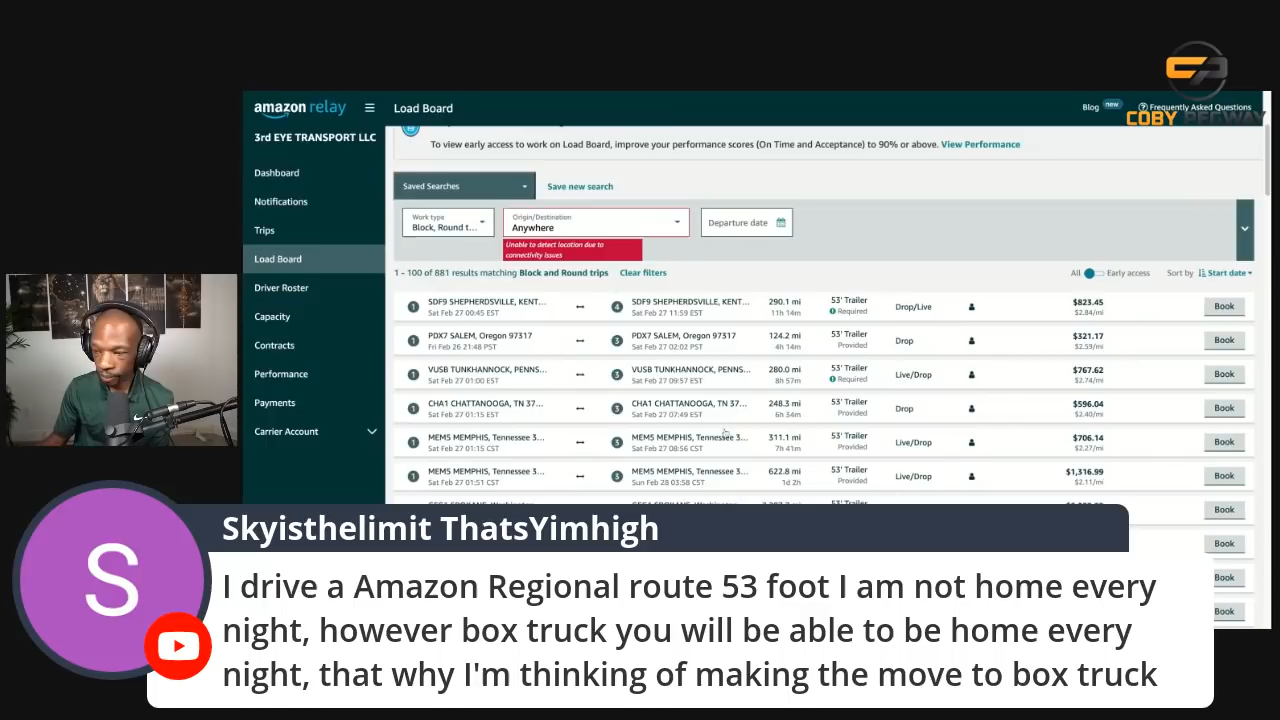 COBY PEGWAY
amazon relay
Load Board
Blog new
Frequently Asked Questions
3rd EYE TRANSPORT LLC
To view early access to work on Load Board, improve your performance scores (On Time and Acceptance) to 90% or above. View Performance
Dashboard
Notifications
Trips
Load Board
Driver Roster
Capacity
Contracts
Performance
Payments
Carrier Account
Saved Searches
Save new search
Work type
Block, Round t...
Origin/Destination
Anywhere
Departure date
Unable to detect location due to
connectivity issues
1 - 100 of 881 results matching Block and Round trips Clear filters
All Early access Sort by Start date
1 SDF9 SHEPHERDSVILLE, KENT... 4 SDF9 SHEPHERDSVILLE, KENT... 290.1 mi 53' Trailer Drop/Live $823.45 Book
Sat Feb 27 00:45 EST Sat Feb 27 11:59 EST 11h 14m Required $2.84/mi
1 PDX7 SALEM, Oregon 97317 3 PDX7 SALEM, Oregon 97317 124.2 mi 53' Trailer Drop $321.17 Book
Fri Feb 26 21:48 PST Sat Feb 27 02:02 PST 4h 14m Provided $2.59/mi
1 VUSB TUNKHANNOCK, PENNS... 3 VUSB TUNKHANNOCK, PENNS... 280.0 mi 53' Trailer Live/Drop $767.62 Book
Sat Feb 27 01:00 EST Sat Feb 27 09:57 EST 8h 57m Required $2.74/mi
1 CHA1 CHATTANOOGA, TN 37... 3 CHA1 CHATTANOOGA, TN 37... 248.3 mi 53' Trailer Drop $596.04 Book
Sat Feb 27 01:15 EST Sat Feb 27 07:49 EST 6h 34m Provided $2.40/mi
1 MEM5 MEMPHIS, Tennessee 3... 3 MEM5 MEMPHIS, Tennessee 3... 311.1 mi 53' Trailer Live/Drop $706.14 Book
Sat Feb 27 01:15 CST Sat Feb 27 08:56 CST 7h 41m Provided $2.27/mi
1 MEM5 MEMPHIS, Tennessee 3... 3 MEM5 MEMPHIS, Tennessee 3... 622.8 mi 53' Trailer Live/Drop $1,316.99 Book
Sat Feb 27 01:51 CST Sun Feb 28 03:58 CST 1d 2h Provided $2.11/mi
Book
Book
Book
Book
S
Skyisthelimit ThatsYimhigh
I drive a Amazon Regional route 53 foot I am not home every
night, however box truck you will be able to be home every
night, that why I'm thinking of making the move to box truck